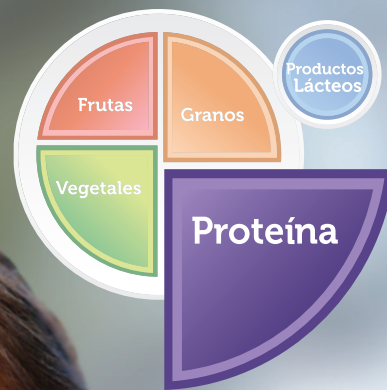 Productos
Lácteos
Frutas
Granos
Vegetales
Proteína